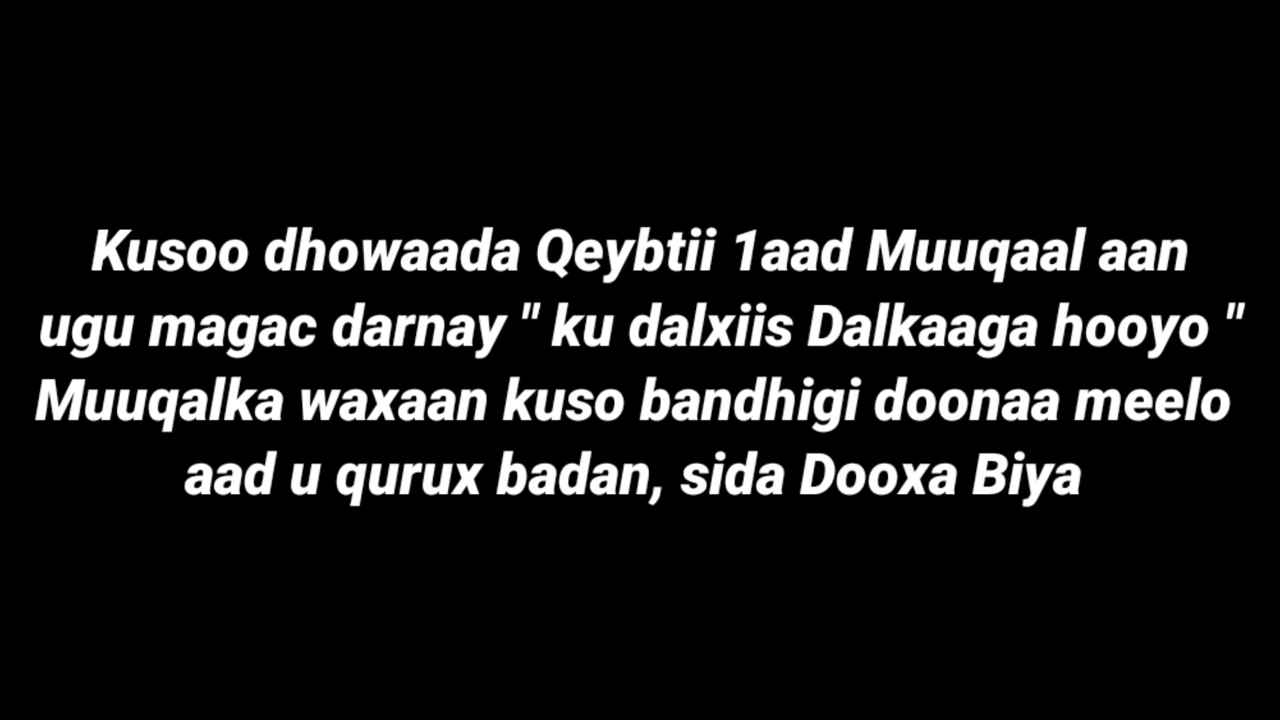 Kusoo dhowaada Qeybtii 1aad Muuqaal aan
ugu magac darnay " ku dalxiis Dalkaaga hooyo "
Muuqalka waxaan kuso bandhigi doonaa meelo
aad u qurux badan, sida Dooxa Biya